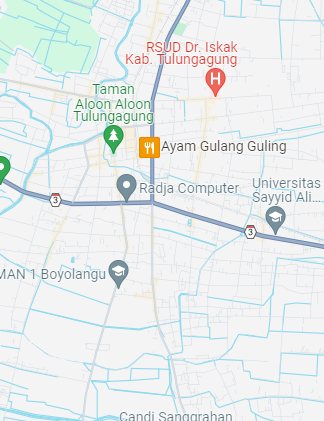 RSUD Dr. Iskak
Kab. Tulungagung
H
Taman
Aloon Aloon
Tulungagung
Ayam Gulang Guling
Radja Computer
Universitas
Sayyid Ali...
3
3
MAN 1 Boyolangu
Candi Sanggrahan